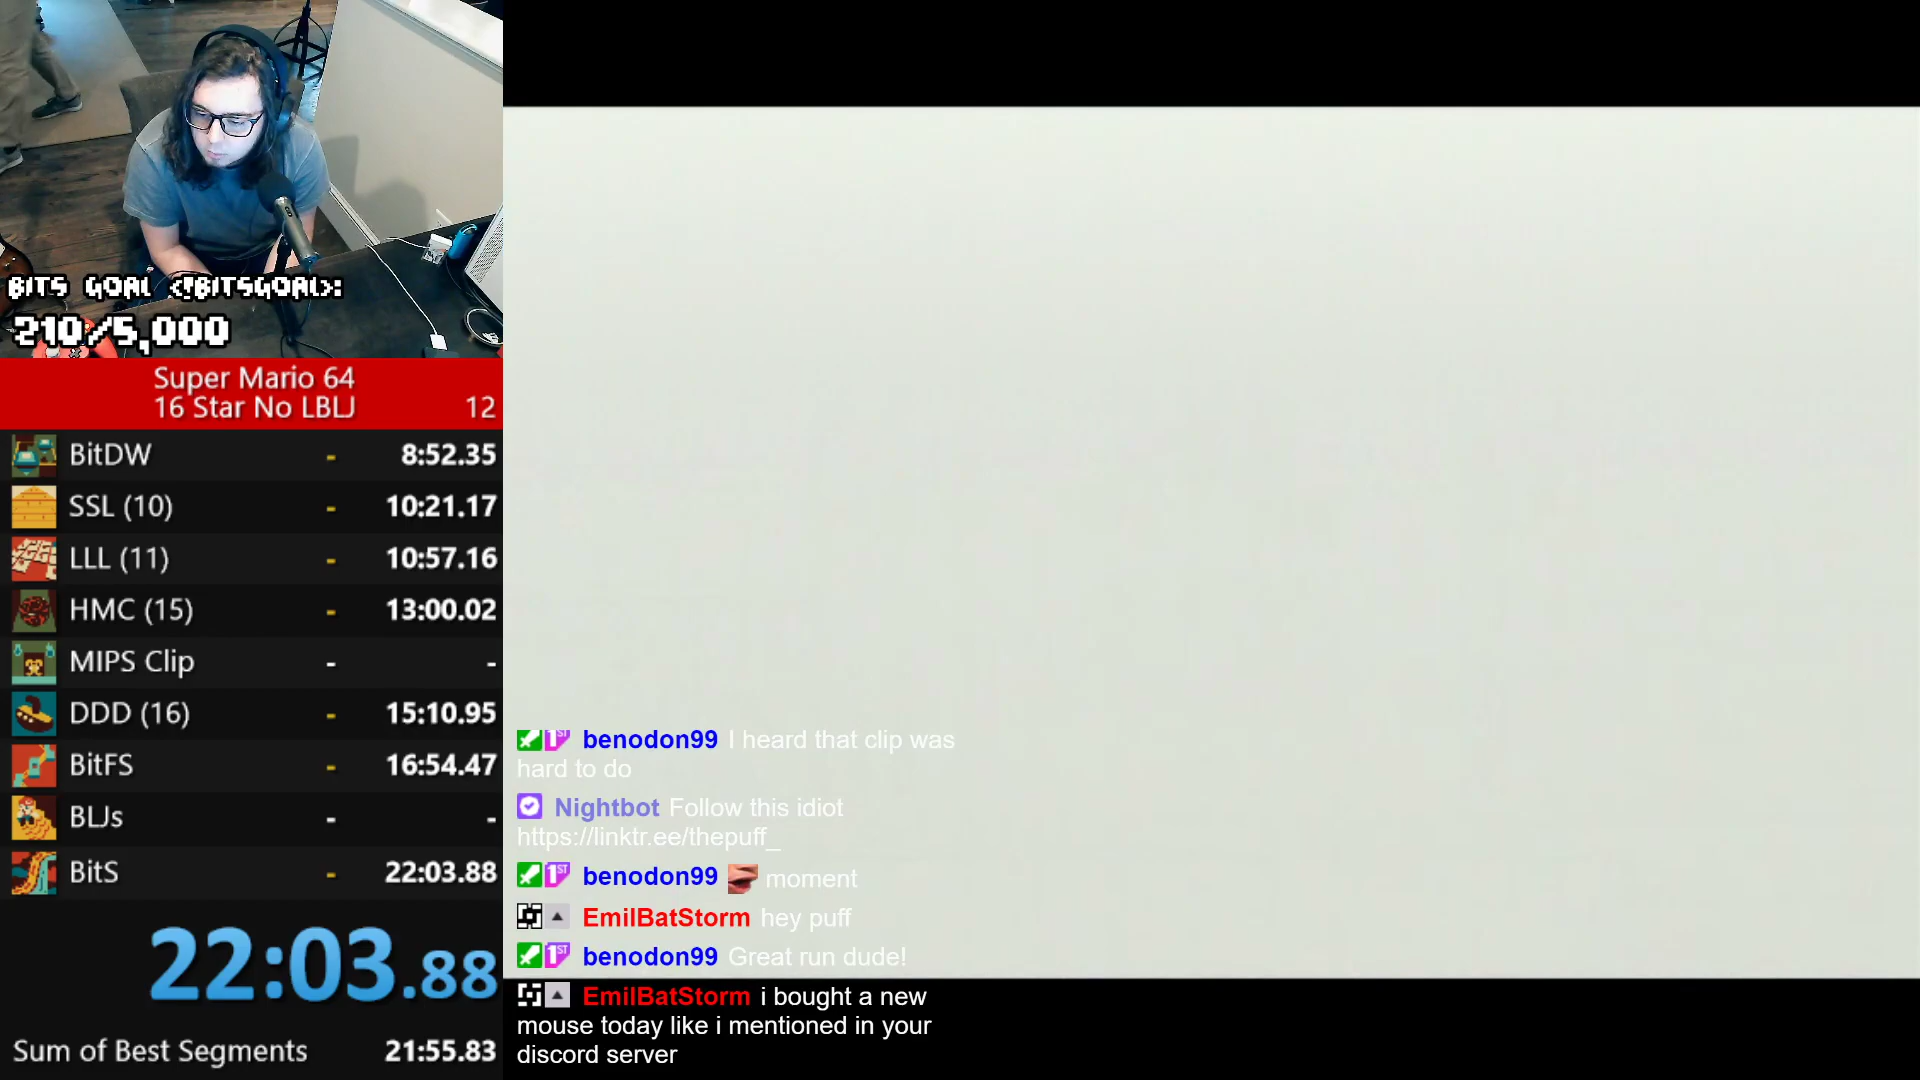 BITS GOAL <!BITSGOAL>:
210/5,000
Super Mario 64
16 Star No LBLJ 12
BitDW - 8:52.35
SSL (10) - 10:21.17
LLL (11) - 10:57.16
HMC (15) - 13:00.02
MIPS Clip - -
DDD (16) - 15:10.95
BitFS - 16:54.47
BLJs - -
BitS - 22:03.88
22:03.88
Sum of Best Segments 21:55.83
1ST benodon99 I heard that clip was
hard to do
Nightbot Follow this idiot
https://linktr.ee/thepuff_
1ST benodon99 moment
EmilBatStorm hey puff
1ST benodon99 Great run dude!
EmilBatStorm i bought a new
mouse today like i mentioned in your
discord server